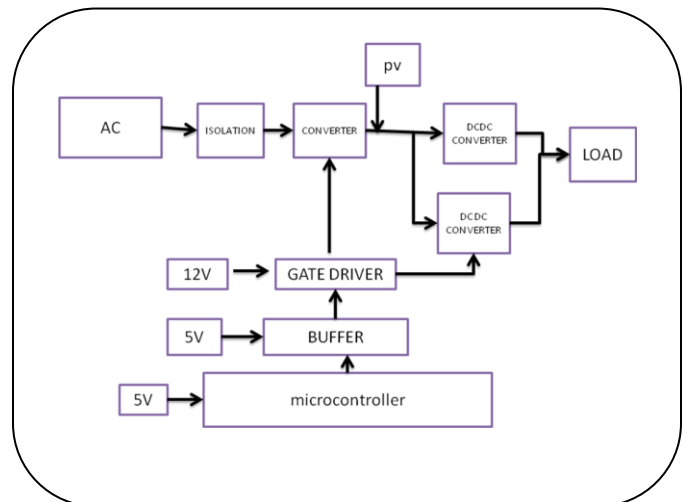 pv
AC
ISOLATION
CONVERTER
DCDC
CONVERTER
LOAD
DCDC
CONVERTER
12V
GATE DRIVER
5V
BUFFER
5V
microcontroller